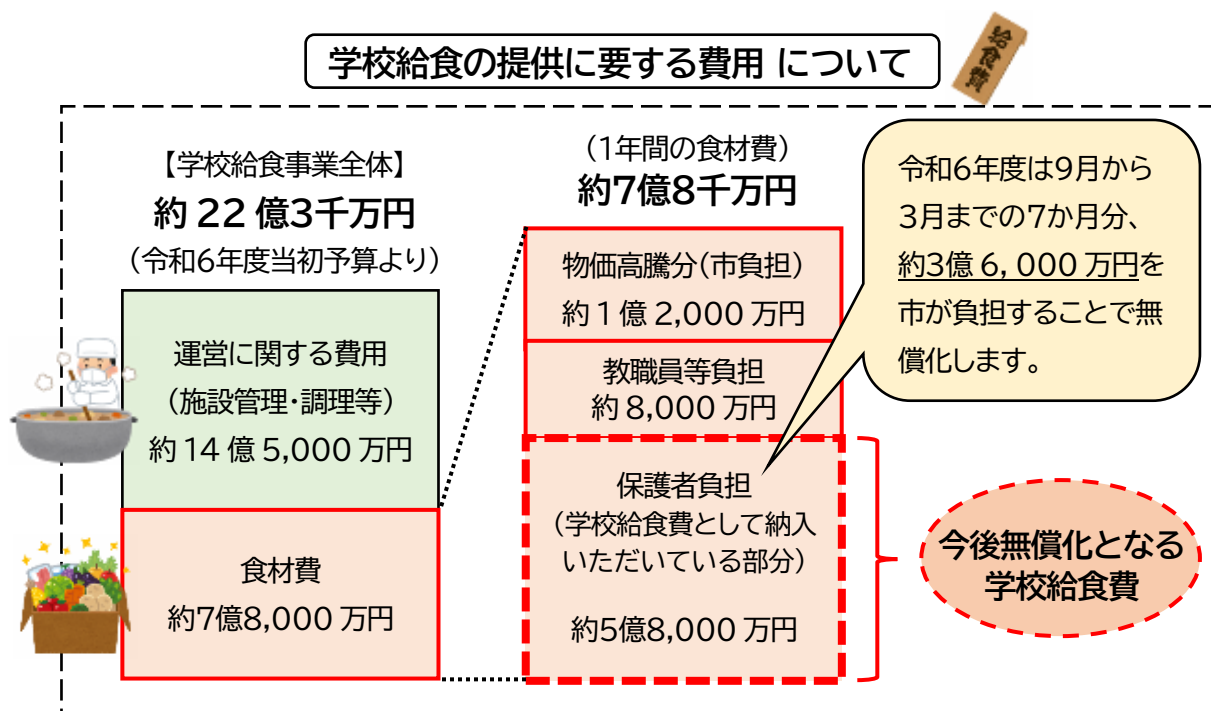 学校給食の提供に要する費用 について
給食費
【学校給食事業全体】
約 22 億3千万円
（令和6年度当初予算より）
運営に関する費用
（施設管理・調理等）
約 14 億 5,000 万円
食材費
約7億8,000 万円
（1年間の食材費）
約7億8千万円
物価高騰分（市負担）
約 1 億 2,000 万円
教職員等負担
約 8,000 万円
保護者負担
（学校給食費として納入
いただいている部分）
約5億8,000 万円
令和6年度は9月から
3月までの7か月分、
約3億 6，000 万円を
市が負担することで無
償化します。
今後無償化となる
学校給食費